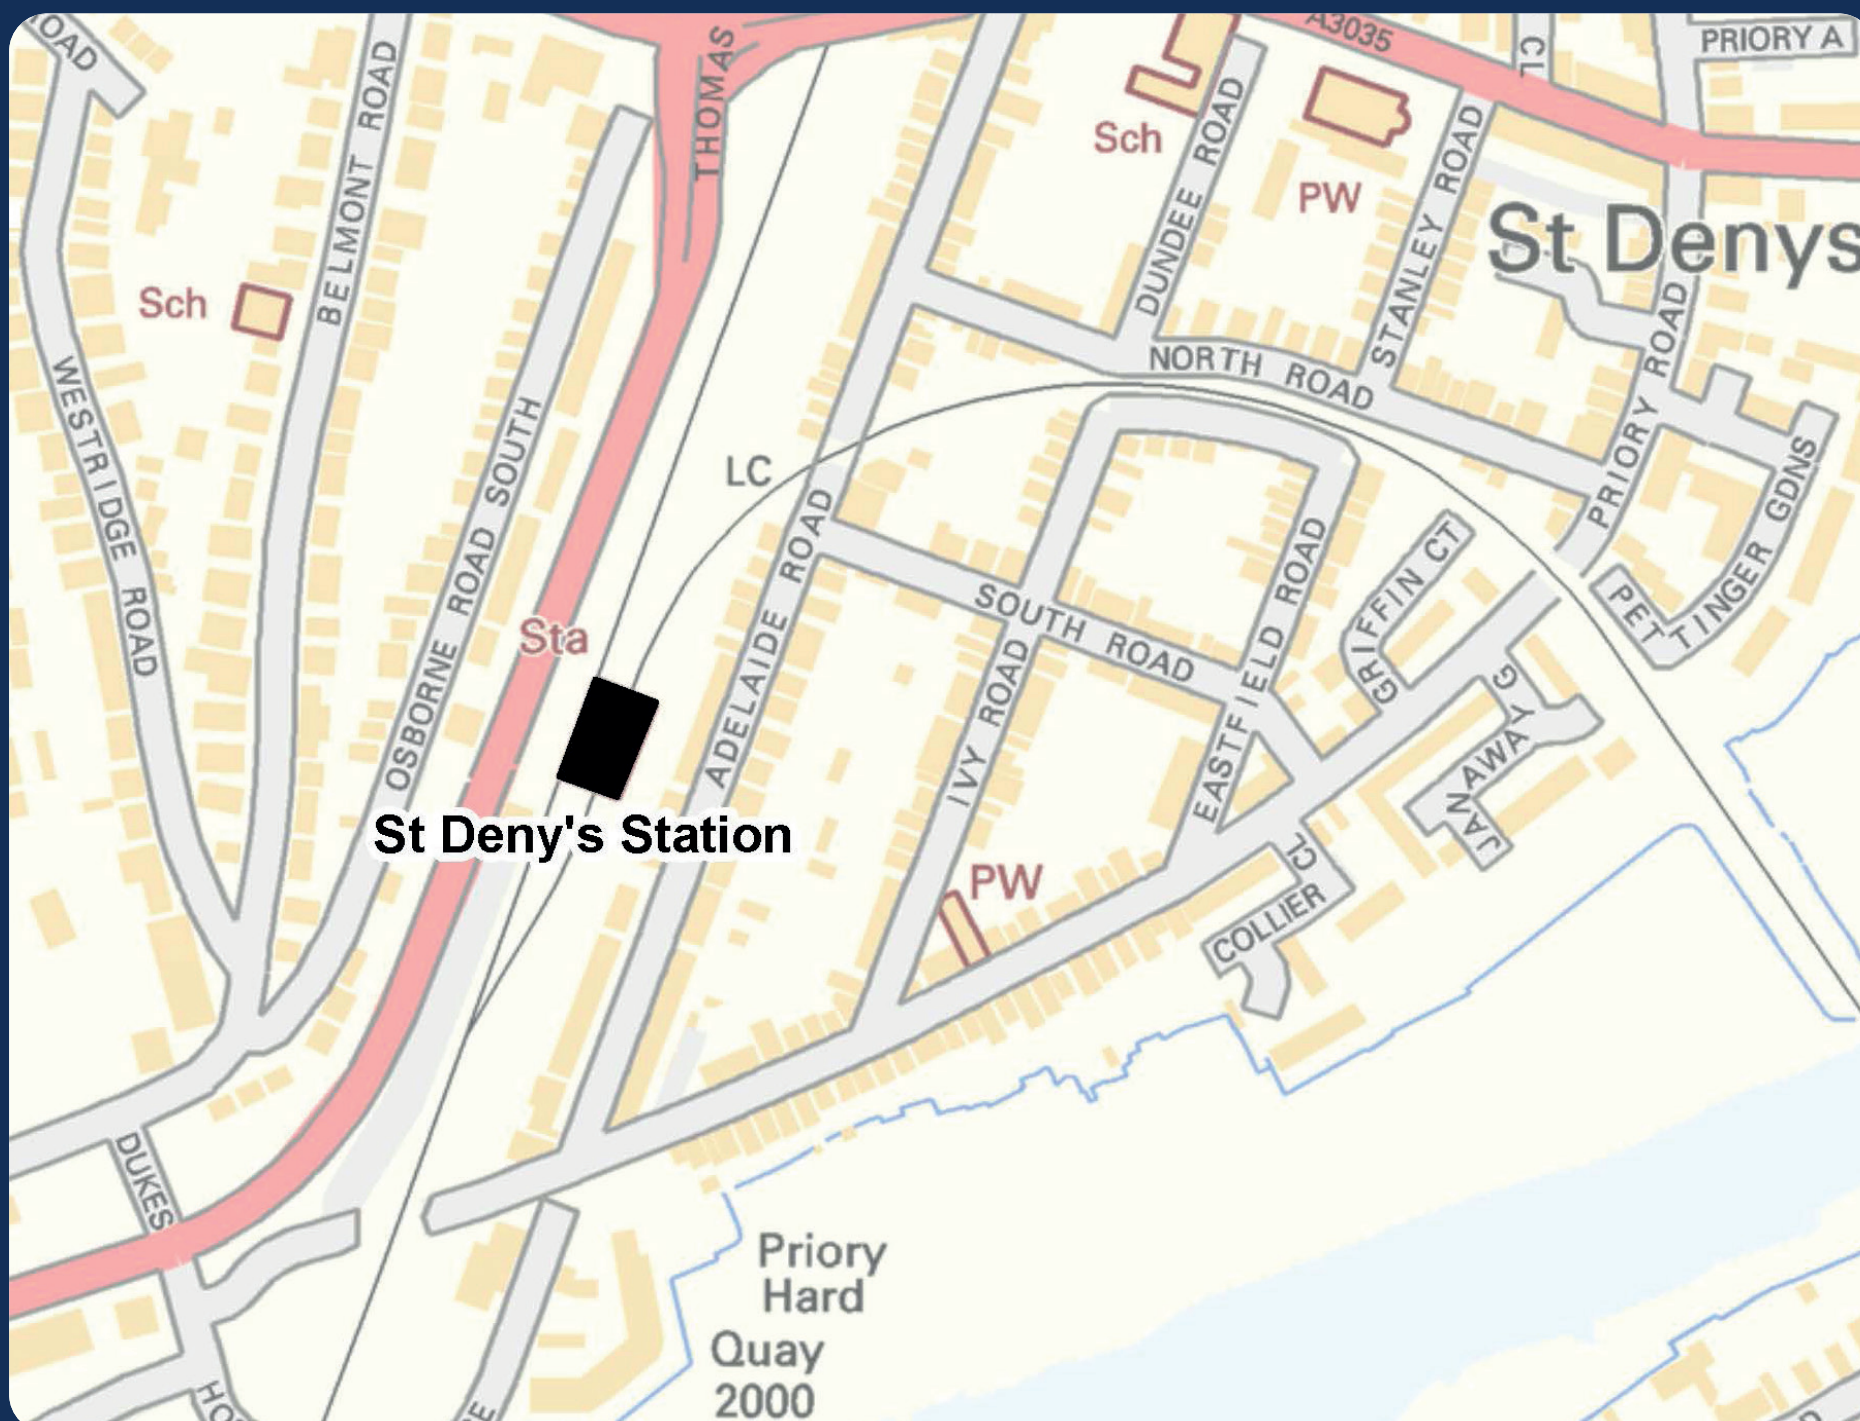 OAD
BELMONT ROAD
THOMAS
A3035
CL
PRIORY A
Sch
DUNDEE ROAD
PW
STANLEY ROAD
St Denys
Sch
WESTRIDGE ROAD
NORTH ROAD
PRIORY ROAD
OSBORNE ROAD SOUTH
LC
ADELAIDE ROAD
SOUTH ROAD
EASTFIELD ROAD
GRIFFIN CT
PETTINGER GDNS
Sta
IVY ROAD
G
JANAWAY
St Deny's Station
PW
COLLIER CL
DUKES
Priory
Hard
Quay
2000
HO
E